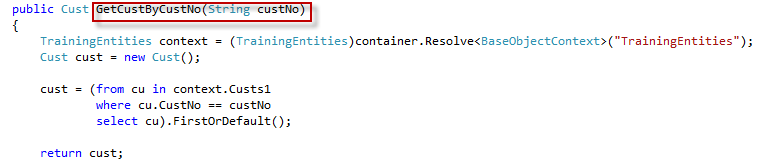 public Cust GetCustByCustNo(String custNo)
{
    TrainingEntities context = (TrainingEntities)container.Resolve<BaseObjectContext>("TrainingEntities");
    Cust cust = new Cust();

    cust = (from cu in context.Custs1
            where cu.CustNo == custNo
            select cu).FirstOrDefault();

    return cust;